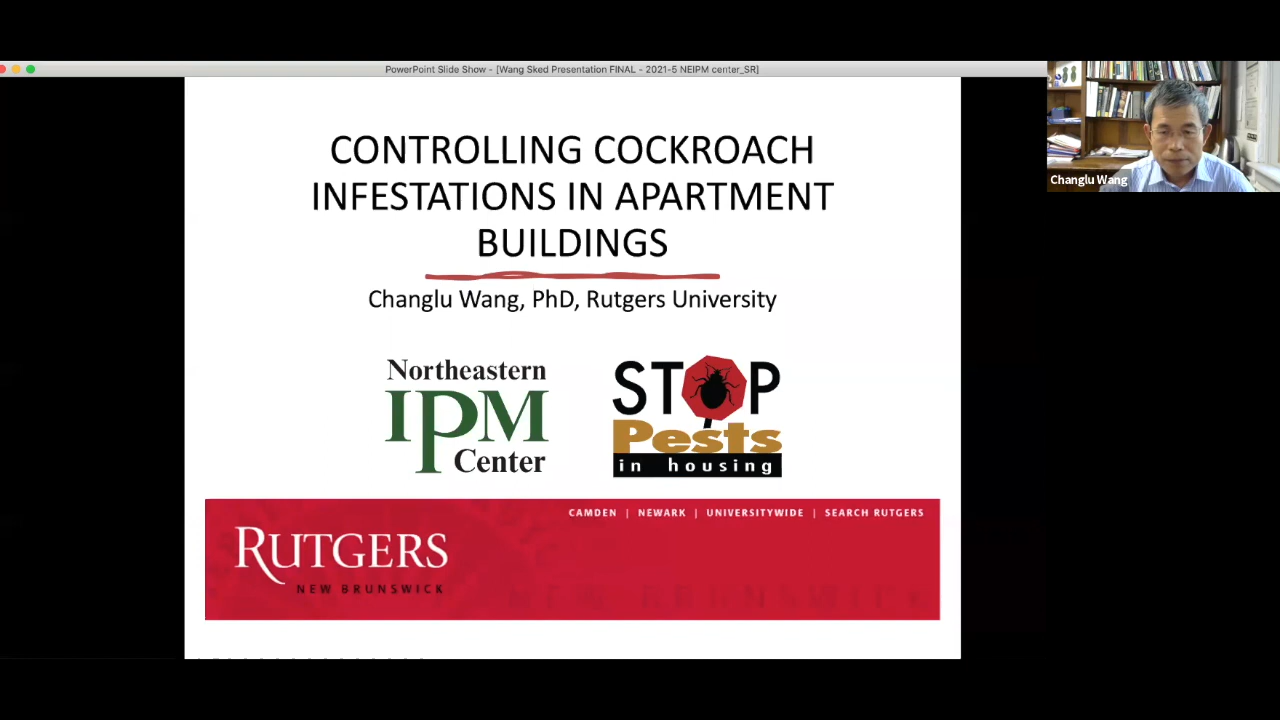 PowerPoint Slide Show - [Wang Sked Presentation FINAL - 2021-5 NEIPM center_SR]
CONTROLLING COCKROACH
INFESTATIONS IN APARTMENT
BUILDINGS
Changlu Wang, PhD, Rutgers University
Northeastern
IPM
Center
STOP
Pests
in housing
CAMDEN | NEWARK | UNIVERSITYWIDE | SEARCH RUTGERS
RUTGERS
NEW BRUNSWICK
NEW BRUNSWICK
Changlu Wang